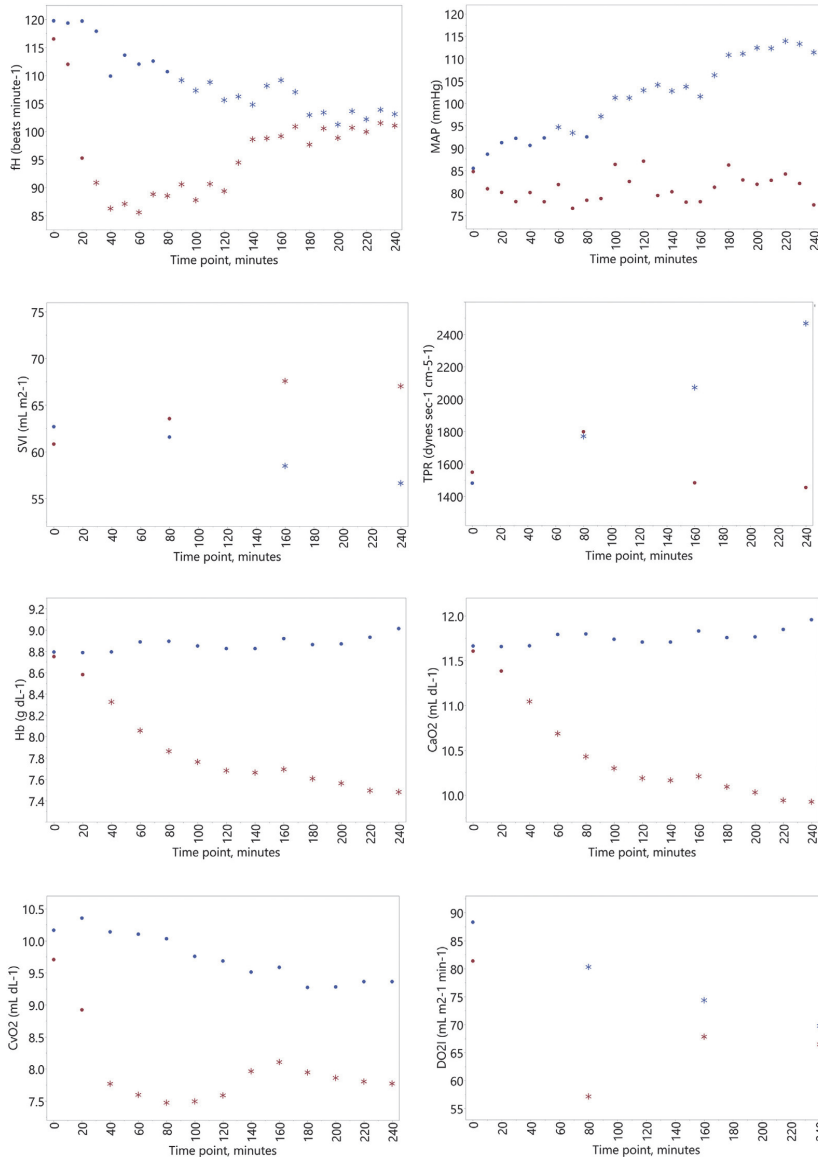 fH (beats minute-1)
120
115
110
105
100
95
90
85
0 20 40 60 80 100 120 140 160 180 200 220 240
Time point, minutes
MAP (mmHg)
120
115
110
105
100
95
90
85
80
75
0 20 40 60 80 100 120 140 160 180 200 220 240
Time point, minutes
SVI (mL m2-1)
75
70
65
60
55
0 20 40 60 80 100 120 140 160 180 200 220 240
Time point, minutes
TPR (dynes sec-1 cm-5-1)
2400
2200
2000
1800
1600
1400
0 20 40 60 80 100 120 140 160 180 200 220 240
Time point, minutes
Hb (g dL-1)
9.2
9.0
8.8
8.6
8.4
8.2
8.0
7.8
7.6
7.4
0 20 40 60 80 100 120 140 160 180 200 220 240
Time point, minutes
CaO2 (mL dL-1)
12.0
11.5
11.0
10.5
10.0
0 20 40 60 80 100 120 140 160 180 200 220 240
Time point, minutes
CvO2 (mL dL-1)
10.5
10.0
9.5
9.0
8.5
8.0
7.5
0 20 40 60 80 100 120 140 160 180 200 220 240
Time point, minutes
DO2I (mL m2-1 min-1)
90
85
80
75
70
65
60
55
0 20 40 60 80 100 120 140 160 180 200 220 240
Time point, minutes